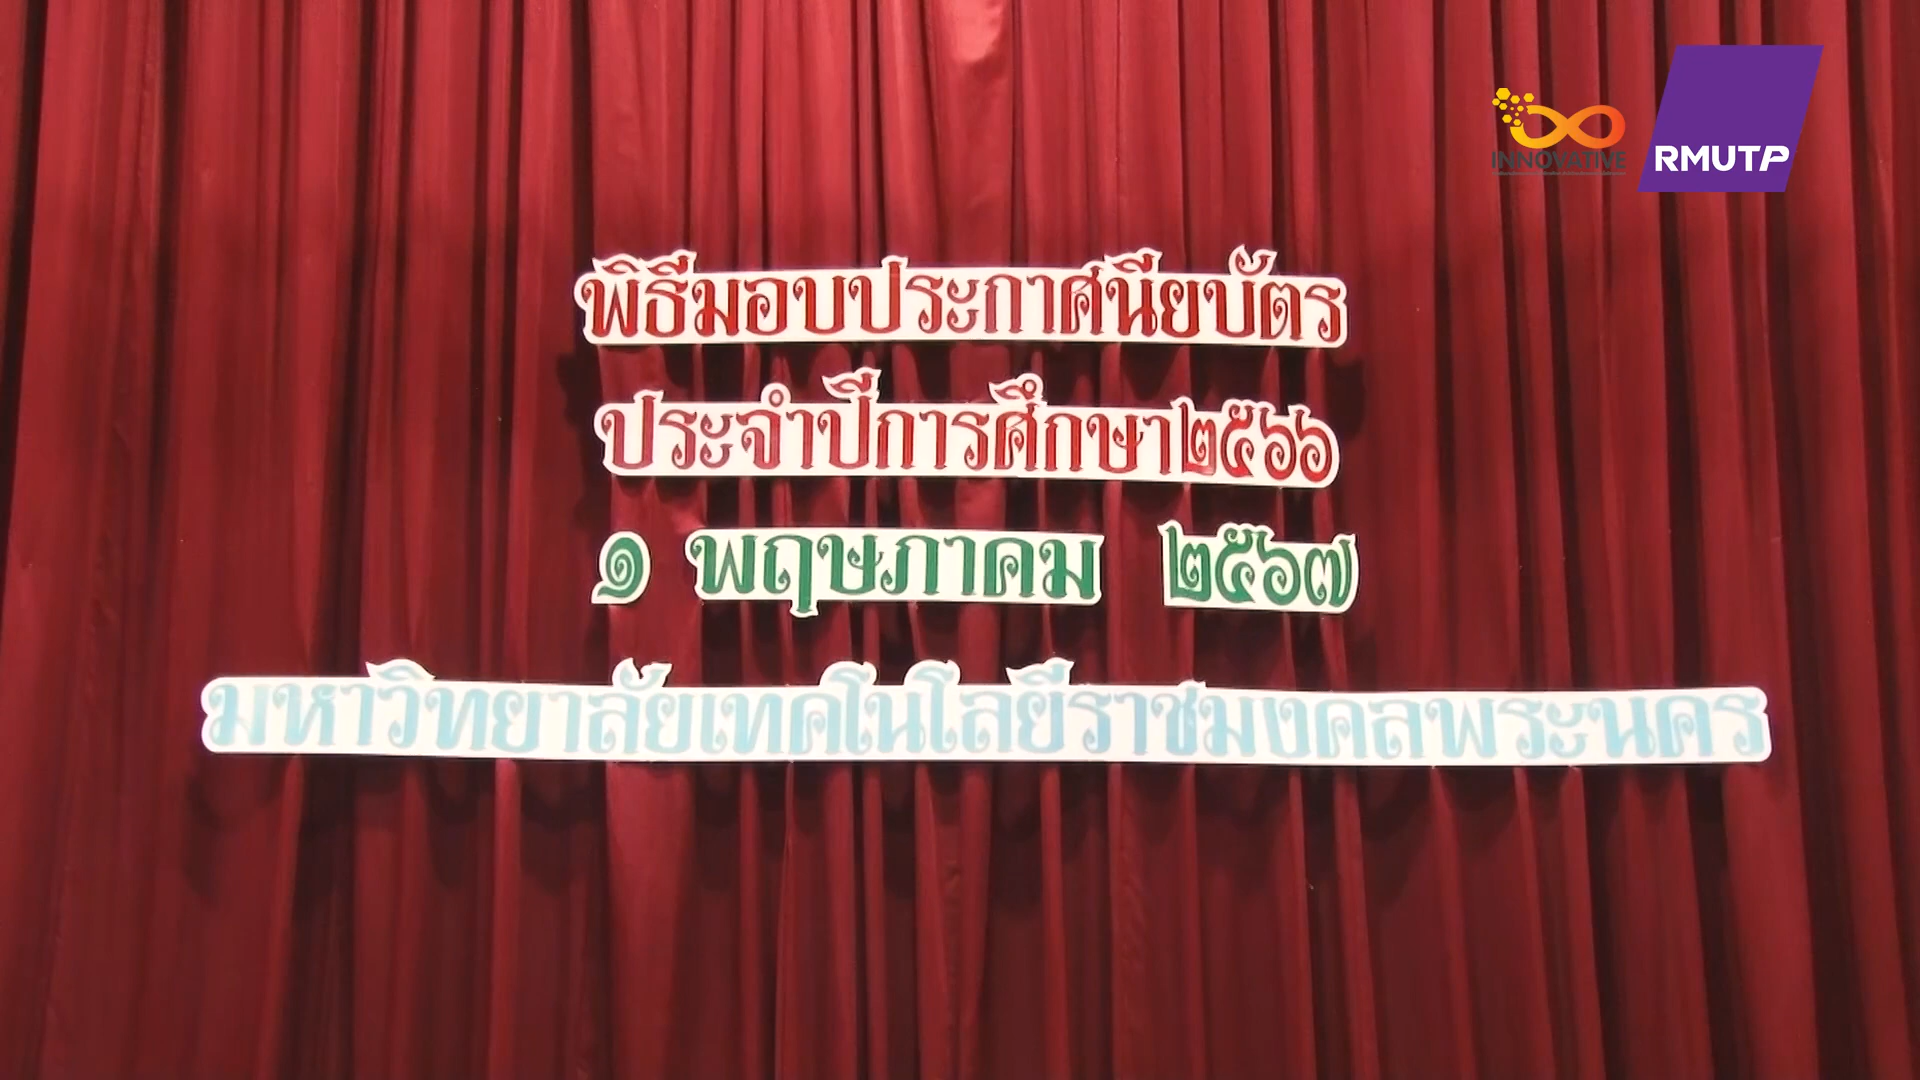 INNOVATIVE
RMUTP
พิธีมอบประกาศนียบัตร
ประจำปีการศึกษา๒๕๖๖
๑ พฤษภาคม ๒๕๖๗
มหาวิทยาลัยเทคโนโลยีราชมงคลพระนคร